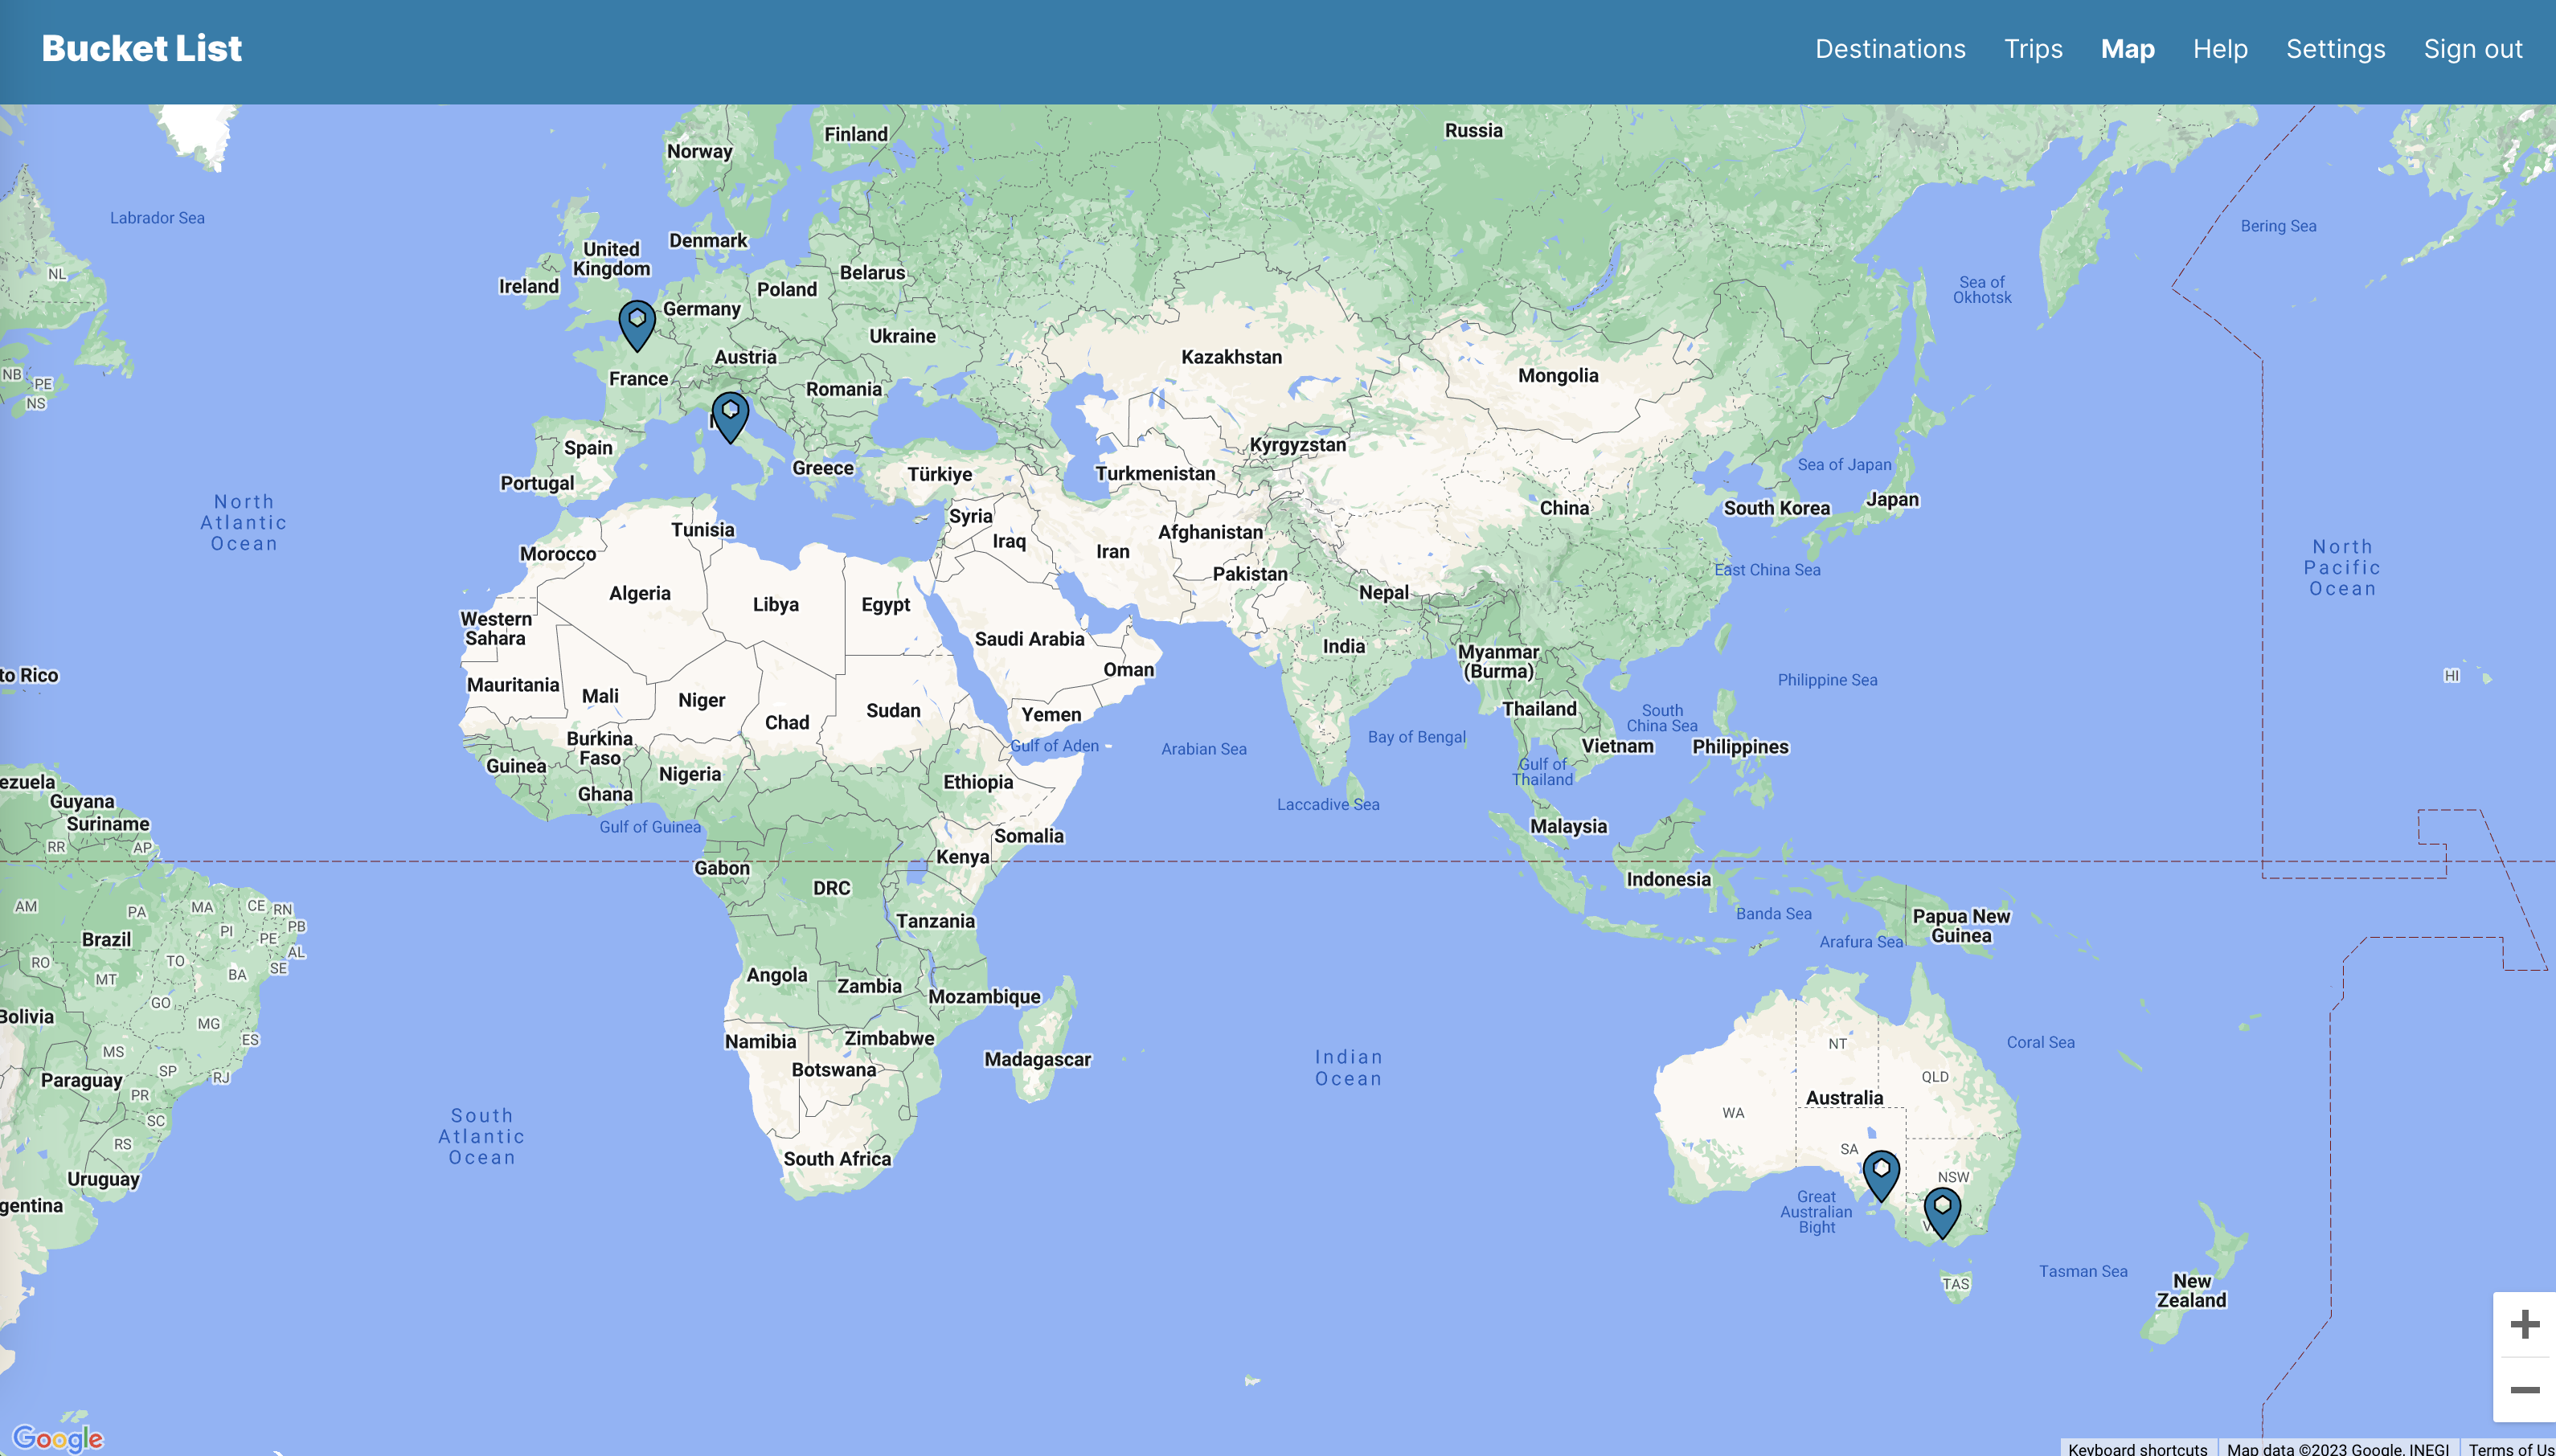 Bucket List
Destinations
Trips
Map
Help
Settings
Sign out
Finland
Norway
Russia
Labrador Sea
Bering Sea
United
Kingdom
Denmark
Belarus
NL
Ireland
Poland
Sea of
Okhotsk
Germany
Ukraine
Austria
Kazakhstan
NB
PE
NS
France
Romania
Mongolia
Spain
Kyrgyzstan
Greece
Türkiye
Turkmenistan
Sea of Japan
Portugal
Japan
North
Atlantic
Ocean
Syria
China
South Korea
Tunisia
Afghanistan
Morocco
Iraq
Iran
North
Pacific
Ocean
East China Sea
Pakistan
Algeria
Libya
Egypt
Nepal
Western
Sahara
Saudi Arabia
India
Myanmar
(Burma)
to Rico
Oman
HI
Mauritania
Mali
Niger
Philippine Sea
Chad
Sudan
Yemen
Thailand
South
China Sea
Burkina
Faso
Gulf of Aden
Arabian Sea
Bay of Bengal
Vietnam
Philippines
Guinea
Nigeria
Ethiopia
Gulf of
Thailand
ezuela
Guyana
Ghana
Laccadive Sea
Suriname
Gulf of Guinea
Somalia
Malaysia
RR
AP
Kenya
Gabon
DRC
Indonesia
AM
PA
MA
CE
RN
PB
PI
PE
AL
Tanzania
Banda Sea
Papua New
Guinea
Brazil
Arafura Sea
RO
TO
SE
MT
BA
Angola
Zambia
GO
Mozambique
Bolivia
MG
ES
Namibia
Zimbabwe
NT
Coral Sea
MS
Madagascar
Indian
Ocean
SP
Botswana
RJ
QLD
Paraguay
PR
Australia
SC
WA
South
Atlantic
Ocean
RS
SA
South Africa
Uruguay
NSW
gentina
Great
Australian
Bight
Tasman Sea
TAS
New
Zealand
Google
Keyboard shortcuts
Map data ©2023 Google, INEGI
Terms of Us